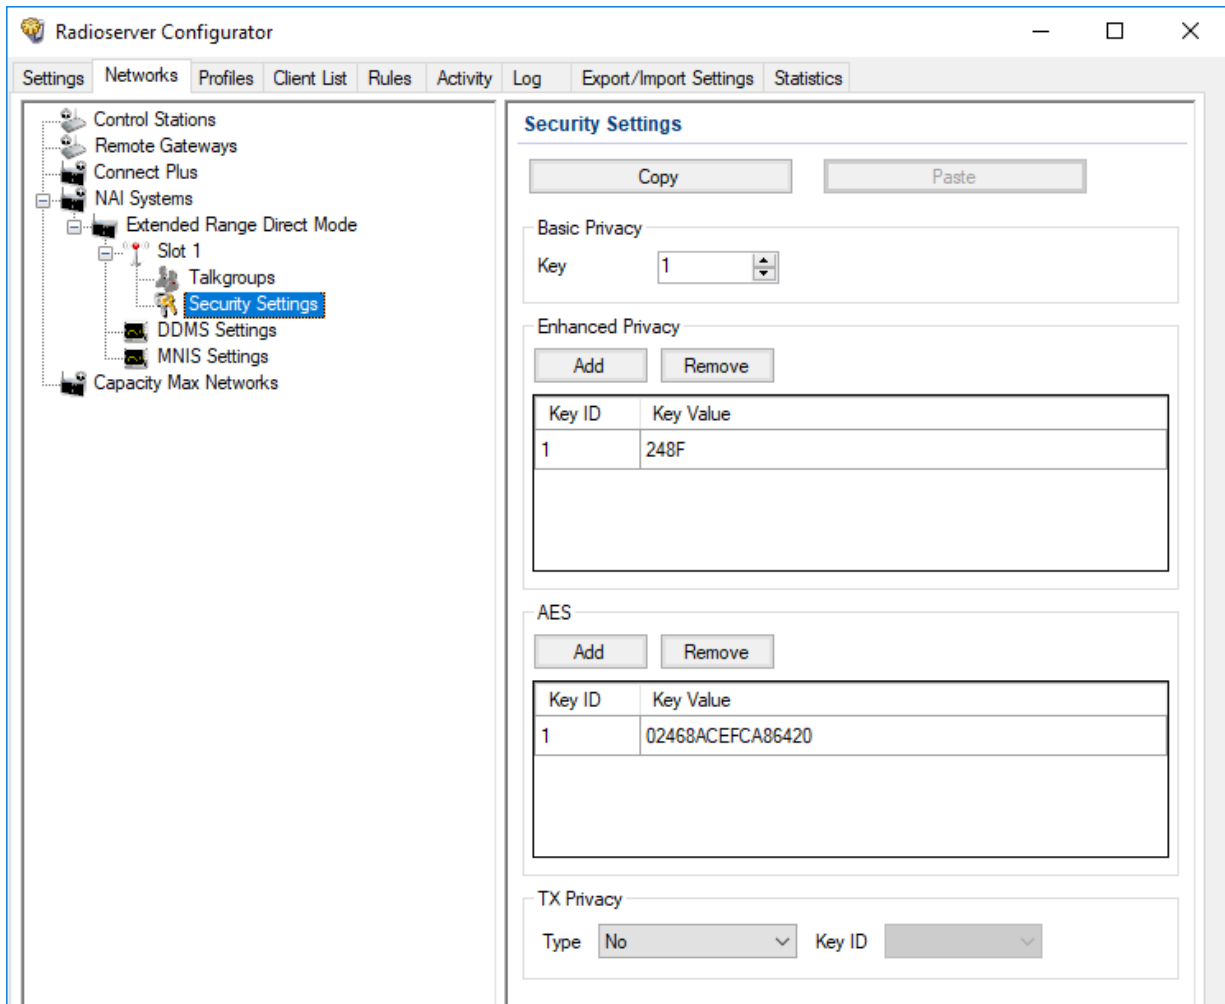 Radioserver Configurator
Settings Networks Profiles Client List Rules Activity Log Export/Import Settings Statistics
Control Stations
Remote Gateways
Connect Plus
NAI Systems
Extended Range Direct Mode
Slot 1
Talkgroups
Security Settings
DDMS Settings
MNIS Settings
Capacity Max Networks
Security Settings
Copy Paste
Basic Privacy
Key 1
Enhanced Privacy
Add Remove
Key ID Key Value
1 248F
AES
Add Remove
Key ID Key Value
1 02468ACEFCA86420
TX Privacy
Type No Key ID